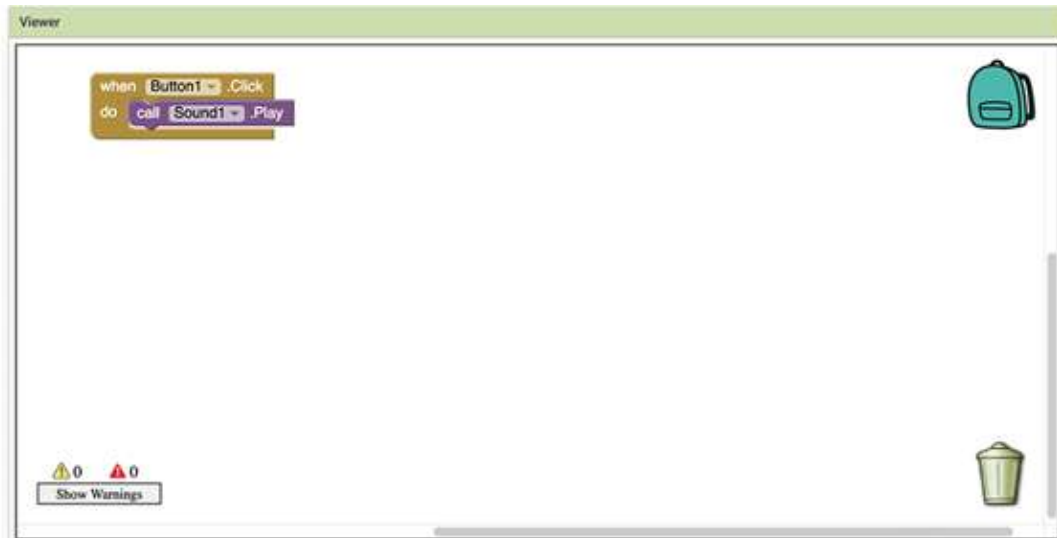 Viewer
when Button1 .Click
do call Sound1 .Play
0 0
Show Warnings